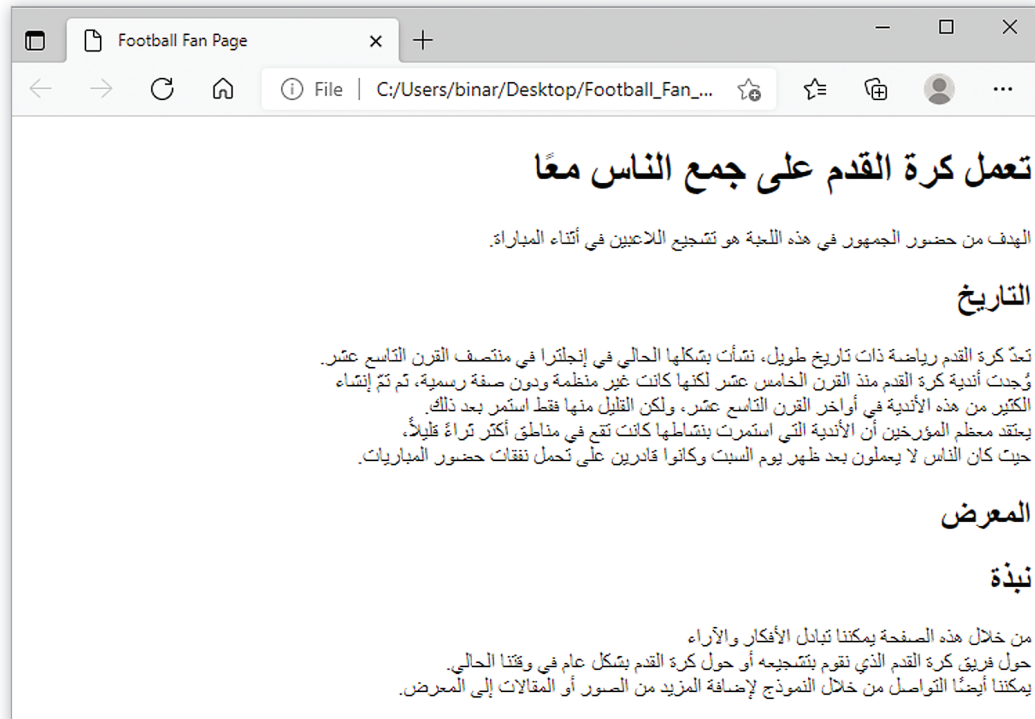 Football Fan Page
File C:/Users/binar/Desktop/Football_Fan_...
تعمل كرة القدم على جمع الناس معًا
الهدف من حضور الجمهور في هذه اللعبة هو تشجيع اللاعبين في أثناء المباراة.
التاريخ
تعدّ كرة القدم رياضة ذات تاريخ طويل، نشأت بشكلها الحالي في إنجلترا في منتصف القرن التاسع عشر.
وُجدت أندية كرة القدم منذ القرن الخامس عشر لكنها كانت غير منظمة ودون صفة رسمية، ثم تمّ إنشاء
الكثير من هذه الأندية في أواخر القرن التاسع عشر، ولكن القليل منها فقط استمر بعد ذلك.
يعتقد معظم المؤرخين أن الأندية التي استمرت بنشاطها كانت تقع في مناطق أكثر ثراءً قليلاً،
حيث كان الناس لا يعملون بعد ظهر يوم السبت وكانوا قادرين على تحمل نفقات حضور المباريات.
المعرض
نبذة
من خلال هذه الصفحة يمكننا تبادل الأفكار والآراء
حول فريق كرة القدم الذي نقوم بتشجيعه أو حول كرة القدم بشكل عام في وقتنا الحالي.
يمكننا أيضًا التواصل من خلال النموذج لإضافة المزيد من الصور أو المقالات إلى المعرض.